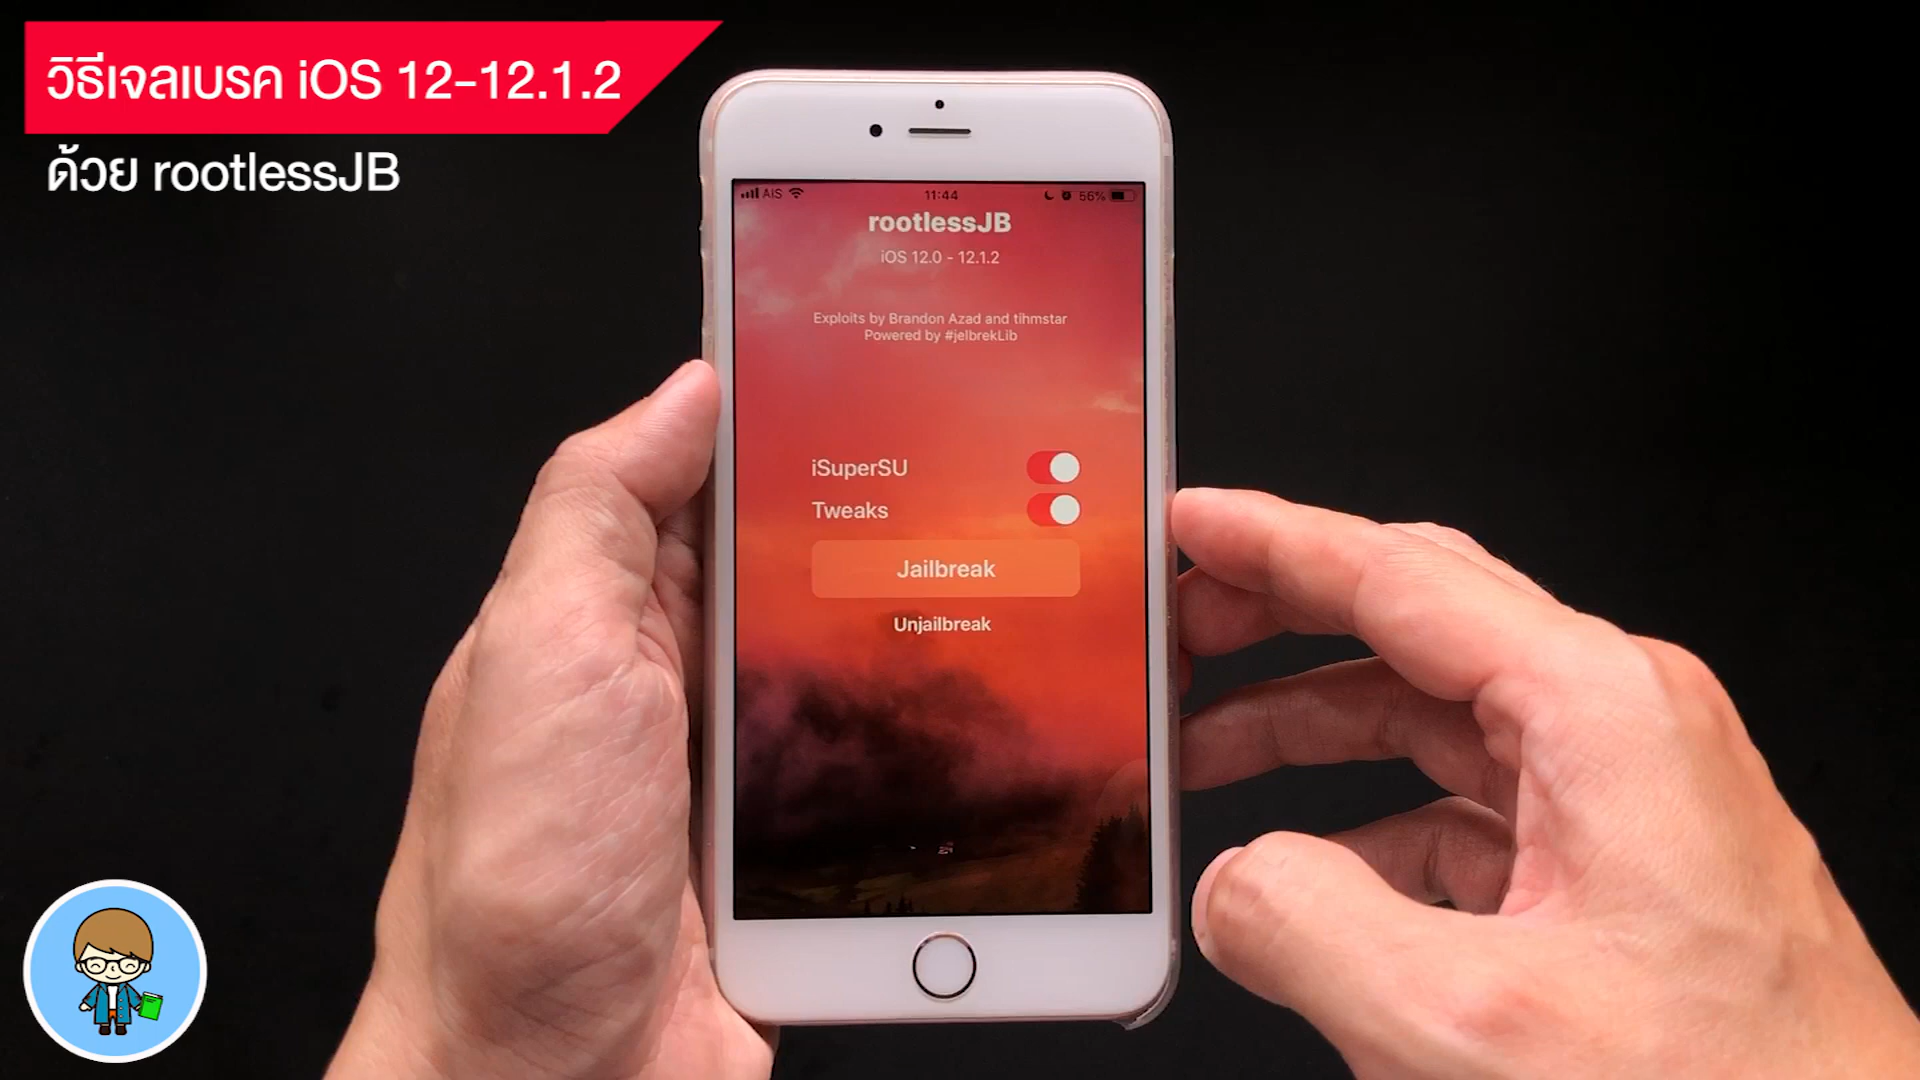 วิธีเจลเบรค iOS 12-12.1.2
ด้วย rootlessJB
AIS 11:44 56%
rootlessJB
iOS 12.0 - 12.1.2
Exploits by Brandon Azad and tihmstar
Powered by #jelbrekLib
iSuperSU
Tweaks
Jailbreak
Unjailbreak